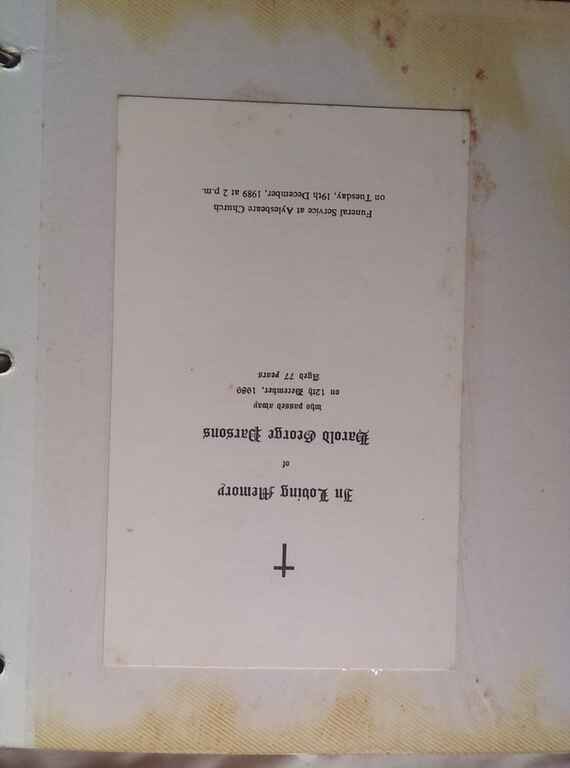 In Loving Memory
of
Harold George Parsons
who passed away
on 12th December, 1989
Aged 77 years
Funeral Service at Aylesbeare Church
on Tuesday, 19th December, 1989 at 2 p.m.